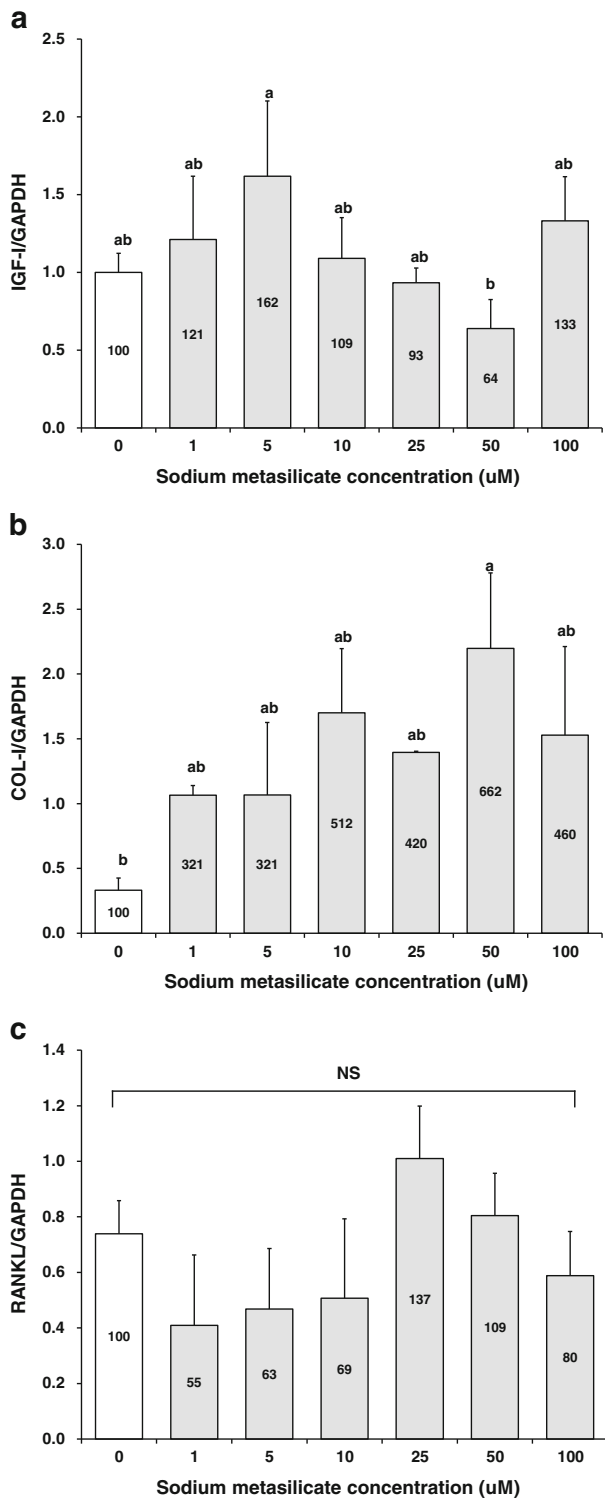 a
2.5
2.0
1.5
1.0
0.5
0.0
IGF-I/GAPDH
ab
ab
a
ab
ab
b
ab
100
121
162
109
93
64
133
0 1 5 10 25 50 100
Sodium metasilicate concentration (uM)
b
3.0
2.5
2.0
1.5
1.0
0.5
0.0
COL-I/GAPDH
b
ab
ab
ab
ab
a
ab
100
321
321
512
420
662
460
0 1 5 10 25 50 100
Sodium metasilicate concentration (uM)
c
1.4
1.2
1.0
0.8
0.6
0.4
0.2
0.0
RANKL/GAPDH
NS
100
55
63
69
137
109
80
0 1 5 10 25 50 100
Sodium metasilicate concentration (uM)